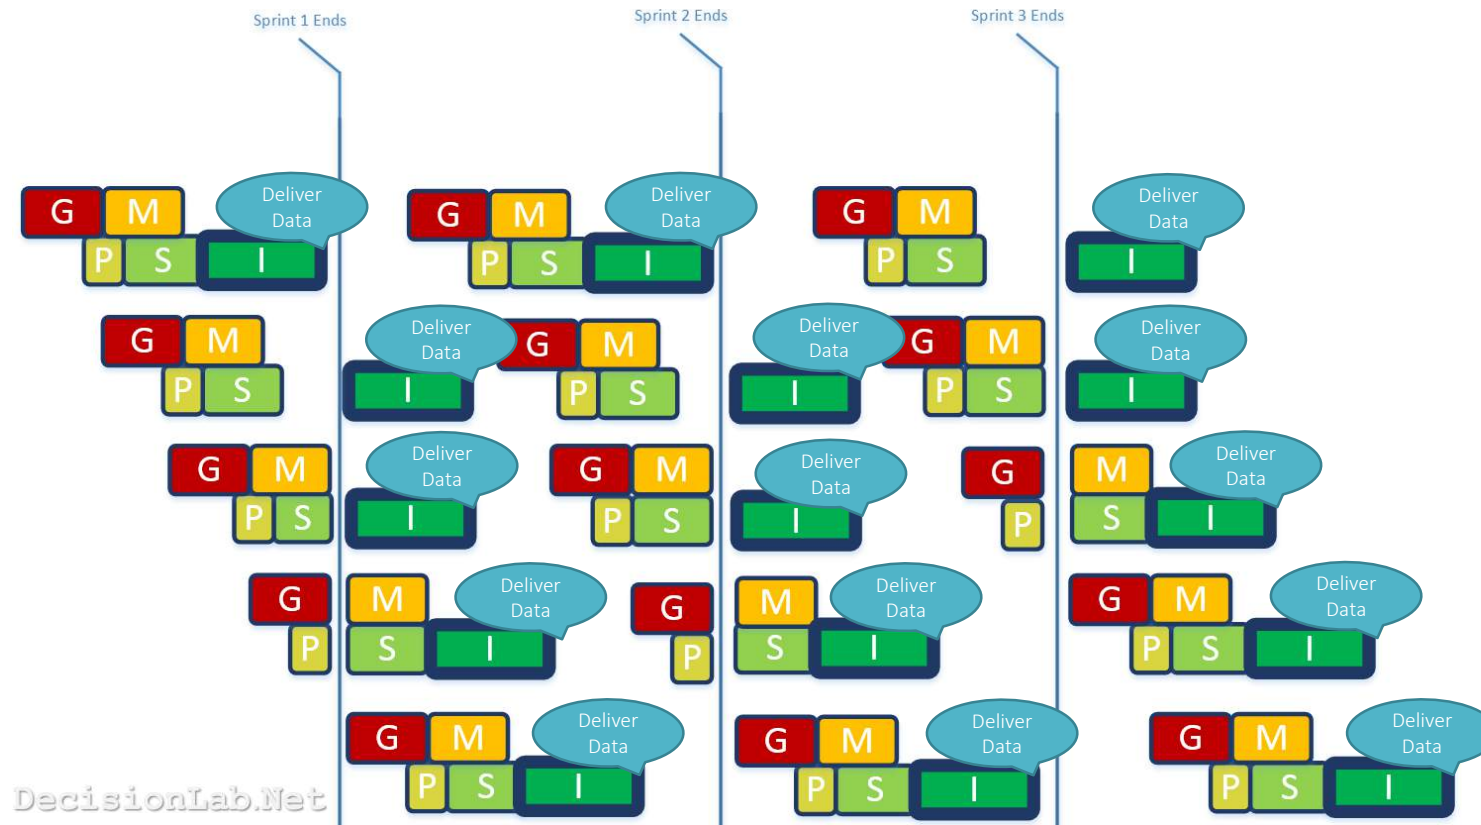 Sprint 1 Ends
Sprint 2 Ends
Sprint 3 Ends
G M Deliver Data
P S I
G M Deliver Data
P S I
G M
P S
Deliver Data
I
G M
P S
Deliver Data
I
G M
P S
Deliver Data
I
G M
P S
Deliver Data
I
G M
P S
Deliver Data
I
G M
P S
Deliver Data
I
G
P
M Deliver Data
S I
G
P
M Deliver Data
S I
G
P
M Deliver Data
S I
G M Deliver Data
P S I
G M Deliver Data
P S I
G M Deliver Data
P S I
G M Deliver Data
P S I
DecisionLab.Net